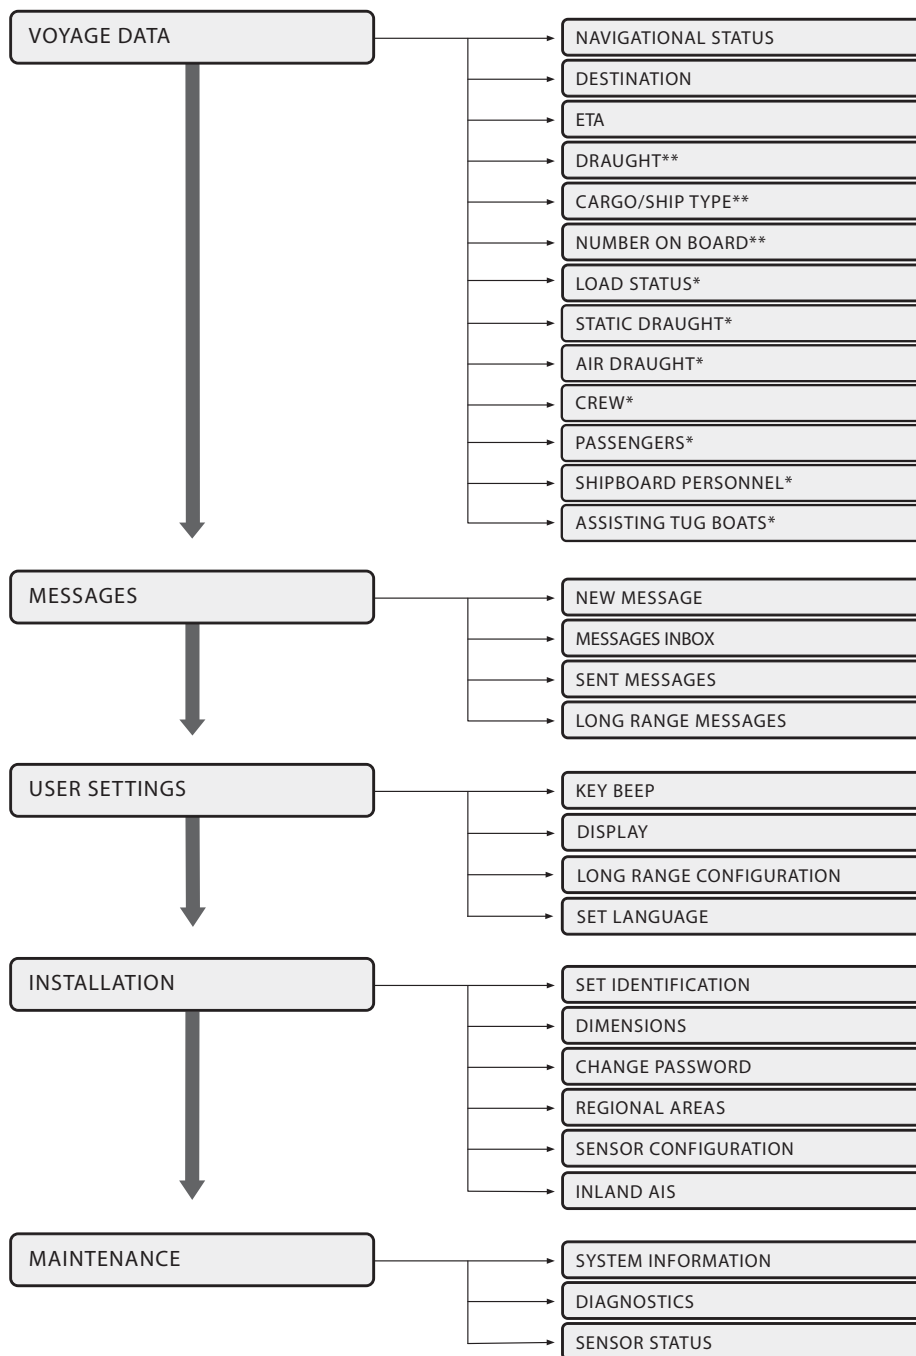 VOYAGE DATA
NAVIGATIONAL STATUS
DESTINATION
ETA
DRAUGHT**
CARGO/SHIP TYPE**
NUMBER ON BOARD**
LOAD STATUS*
STATIC DRAUGHT*
AIR DRAUGHT*
CREW*
PASSENGERS*
SHIPBOARD PERSONNEL*
ASSISTING TUG BOATS*
MESSAGES
NEW MESSAGE
MESSAGES INBOX
SENT MESSAGES
LONG RANGE MESSAGES
USER SETTINGS
KEY BEEP
DISPLAY
LONG RANGE CONFIGURATION
SET LANGUAGE
INSTALLATION
SET IDENTIFICATION
DIMENSIONS
CHANGE PASSWORD
REGIONAL AREAS
SENSOR CONFIGURATION
INLAND AIS
MAINTENANCE
SYSTEM INFORMATION
DIAGNOSTICS
SENSOR STATUS